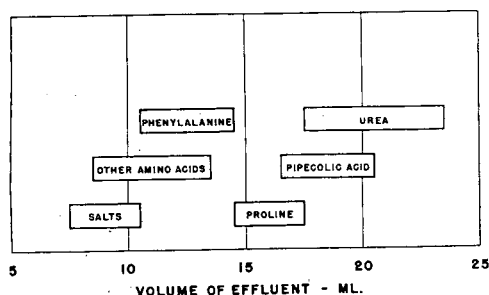 PHENYLALANINE UREA
OTHER AMINO ACIDS PIPECOLIC ACID
SALTS PROLINE
5 10 15 20 25
VOLUME OF EFFLUENT - ML.